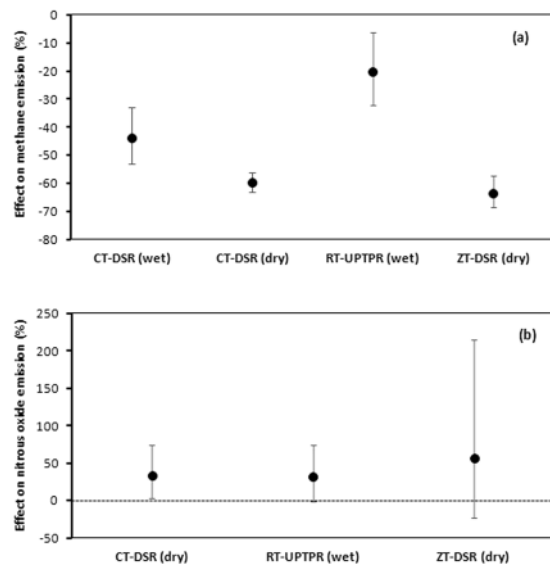 (a)
Effect on methane emission (%)
0
-10
-20
-30
-40
-50
-60
-70
-80
CT-DSR (wet) CT-DSR (dry) RT-UPTPR (wet) ZT-DSR (dry)
(b)
Effect on nitrous oxide emission (%)
250
200
150
100
50
0
-50
CT-DSR (dry) RT-UPTPR (wet) ZT-DSR (dry)